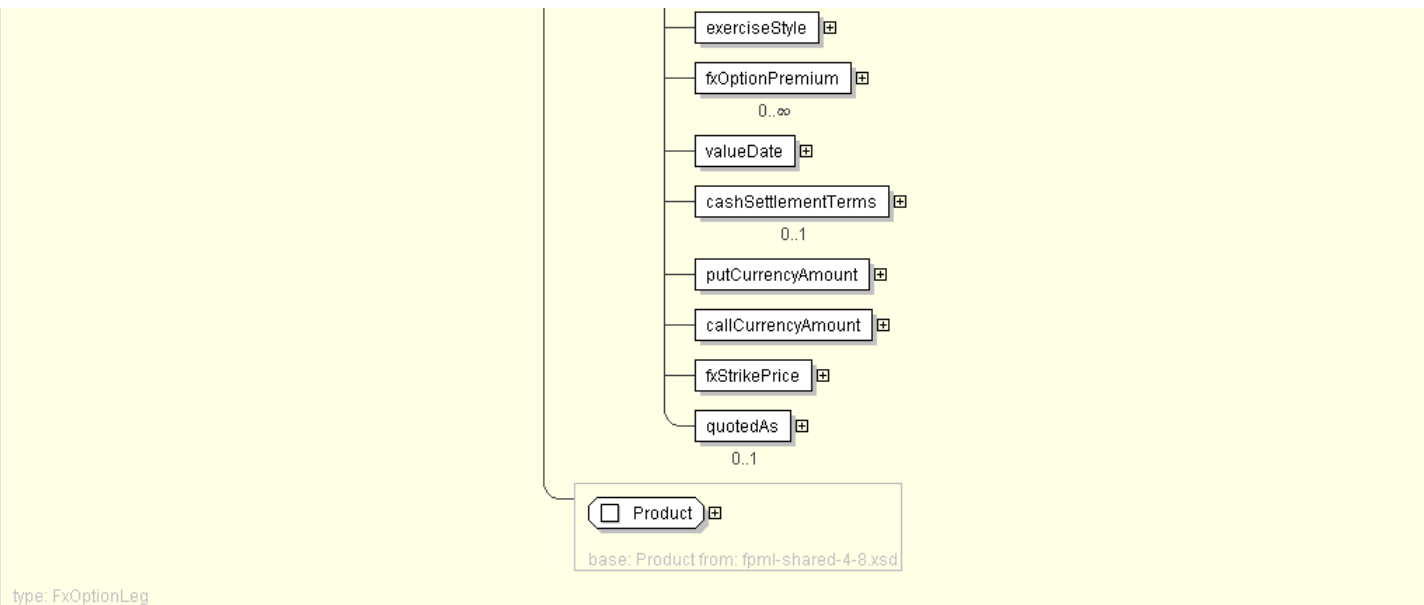 exerciseStyle
fxOptionPremium
0..∞
valueDate
cashSettlementTerms
0..1
putCurrencyAmount
callCurrencyAmount
fxStrikePrice
quotedAs
0..1
Product
base: Product from: fpml-shared-4-8.xsd
type: FxOptionLeg